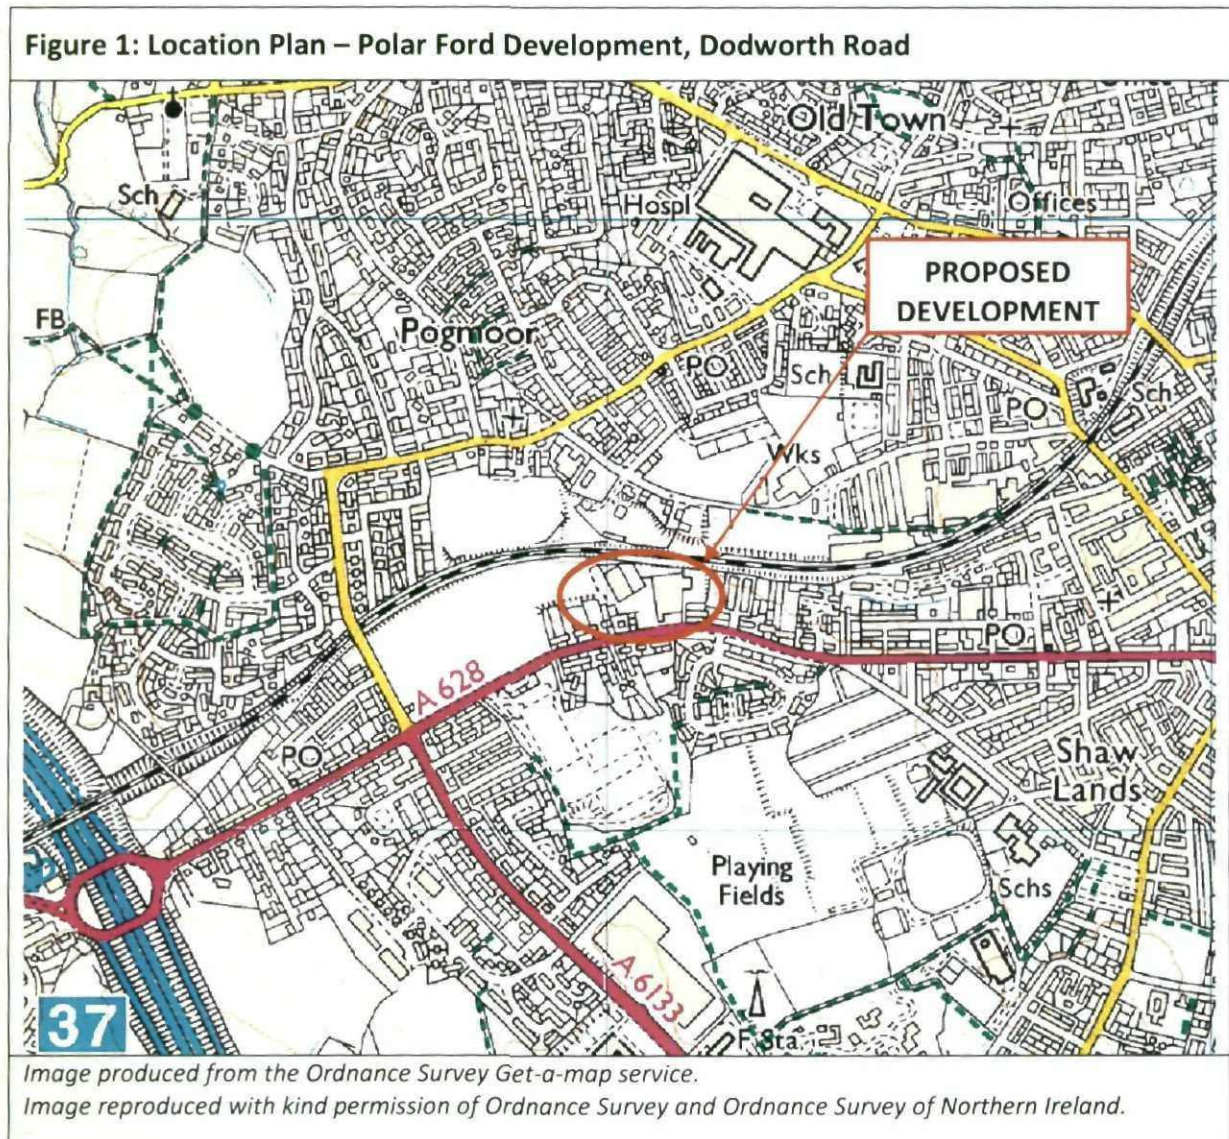 Figure 1: Location Plan – Polar Ford Development, Dodworth Road
Old Town
Sch
Hospl
Offices
PROPOSED
DEVELOPMENT
FB
Pogmoor
PO
Sch
PO
Sch
Wks
PO
A 628
PO
Shaw
Lands
Playing
Fields
Schs
A 6133
37
F Sta
Image produced from the Ordnance Survey Get-a-map service.
Image reproduced with kind permission of Ordnance Survey and Ordnance Survey of Northern Ireland.